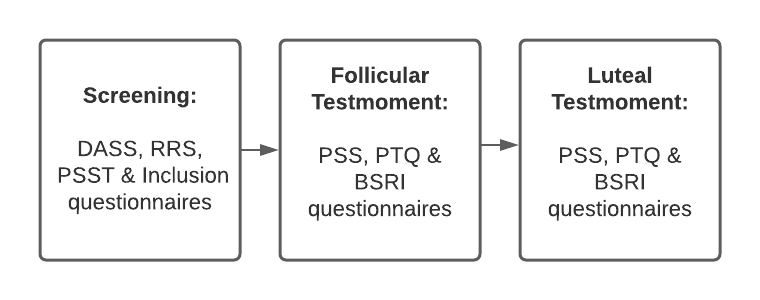 Screening:
DASS, RRS,
PSST & Inclusion
questionnaires
Follicular
Testmoment:
PSS, PTQ &
BSRI
questionnaires
Luteal
Testmoment:
PSS, PTQ &
BSRI
questionnaires